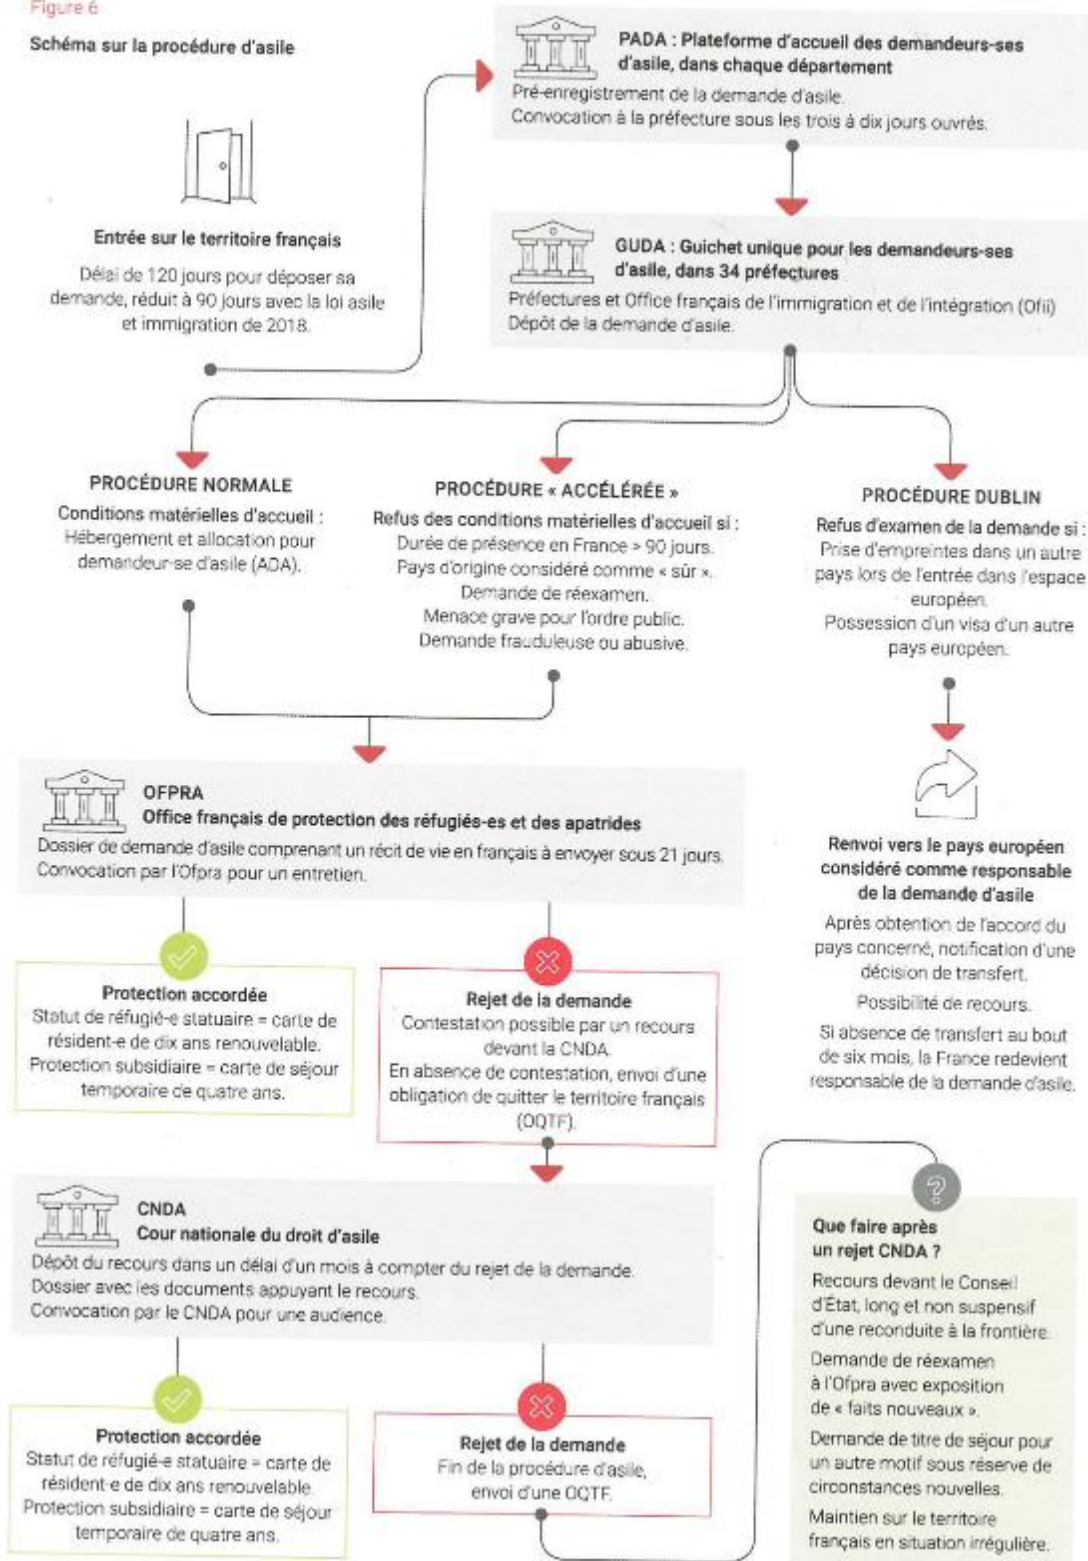 Figure 6
Schéma sur la procédure d'asile
Entrée sur le territoire français
Délai de 120 jours pour déposer sa
demande, réduit à 90 jours avec la loi asile
et immigration de 2018.
PADA : Plateforme d'accueil des demandeurs-ses
d'asile, dans chaque département
Pré-enregistrement de la demande d'asile.
Convocation à la préfecture sous les trois à dix jours ouvrés.
GUDA : Guichet unique pour les demandeurs-ses
d'asile, dans 34 préfectures
Préfectures et Office français de l'immigration et de l'intégration (Ofii)
Dépôt de la demande d'asile.
PROCÉDURE NORMALE
Conditions matérielles d'accueil :
Hébergement et allocation pour
demandeur-se d'asile (ADA).
PROCÉDURE « ACCÉLÉRÉE »
Refus des conditions matérielles d'accueil si :
Durée de présence en France > 90 jours.
Pays d'origine considéré comme « sûr ».
Demande de réexamen.
Menace grave pour l'ordre public.
Demande frauduleuse ou abusive.
PROCÉDURE DUBLIN
Refus d'examen de la demande si :
Prise d'empreintes dans un autre
pays lors de l'entrée dans l'espace
européen.
Possession d'un visa d'un autre
pays européen.
OFPRA
Office français de protection des réfugiés-es et des apatrides
Dossier de demande d'asile comprenant un récit de vie en français à envoyer sous 21 jours.
Convocation par l'Ofpra pour un entretien.
Renvoi vers le pays européen
considéré comme responsable
de la demande d'asile
Après obtention de l'accord du
pays concerné, notification d'une
décision de transfert.
Possibilité de recours.
Si absence de transfert au bout
de six mois, la France redevient
responsable de la demande d'asile.
Protection accordée
Statut de réfugié-e statuaire = carte de
résident-e de dix ans renouvelable.
Protection subsidiaire = carte de séjour
temporaire de quatre ans.
Rejet de la demande
Contestation possible par un recours
devant la CNDA.
En absence de contestation, envoi d'une
obligation de quitter le territoire français
(OQTF).
CNDA
Cour nationale du droit d'asile
Dépôt du recours dans un délai d'un mois à compter du rejet de la demande.
Dossier avec les documents appuyant le recours.
Convocation par le CNDA pour une audience.
Protection accordée
Statut de réfugié-e statuaire = carte de
résident-e de dix ans renouvelable.
Protection subsidiaire = carte de séjour
temporaire de quatre ans.
Rejet de la demande
Fin de la procédure d'asile,
envoi d'une OQTF.
?
Que faire après
un rejet CNDA ?
Recours devant le Conseil
d'État, long et non suspensif
d'une reconduite à la frontière.
Demande de réexamen
à l'Ofpra avec exposition
de « faits nouveaux ».
Demande de titre de séjour pour
un autre motif sous réserve de
circonstances nouvelles.
Maintien sur le territoire
français en situation irrégulière.